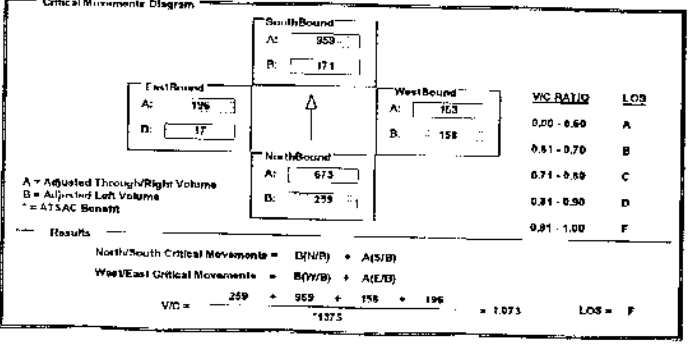 Critical Movements Diagram
SouthBound
A: 959
B: 171
EastBound
A: 196
B: 17
WestBound
A: 163
B: 158
NorthBound
A: 673
B: 259
V/C RATIO LOS
0.00 - 0.60 A
0.61 - 0.70 B
0.71 - 0.80 C
0.81 - 0.90 D
0.91 - 1.00
A = Adjusted Through/Right Volume
B = Adjusted Left Volume
* = ATSAC Benefit
Results
North/South Critical Movements = B(N/B) + A(S/B)
West/East Critical Movements = B(W/B) + A(E/B)
V/C = 259 + 959 + 158 + 196
*1375
= 1.073 LOS = F